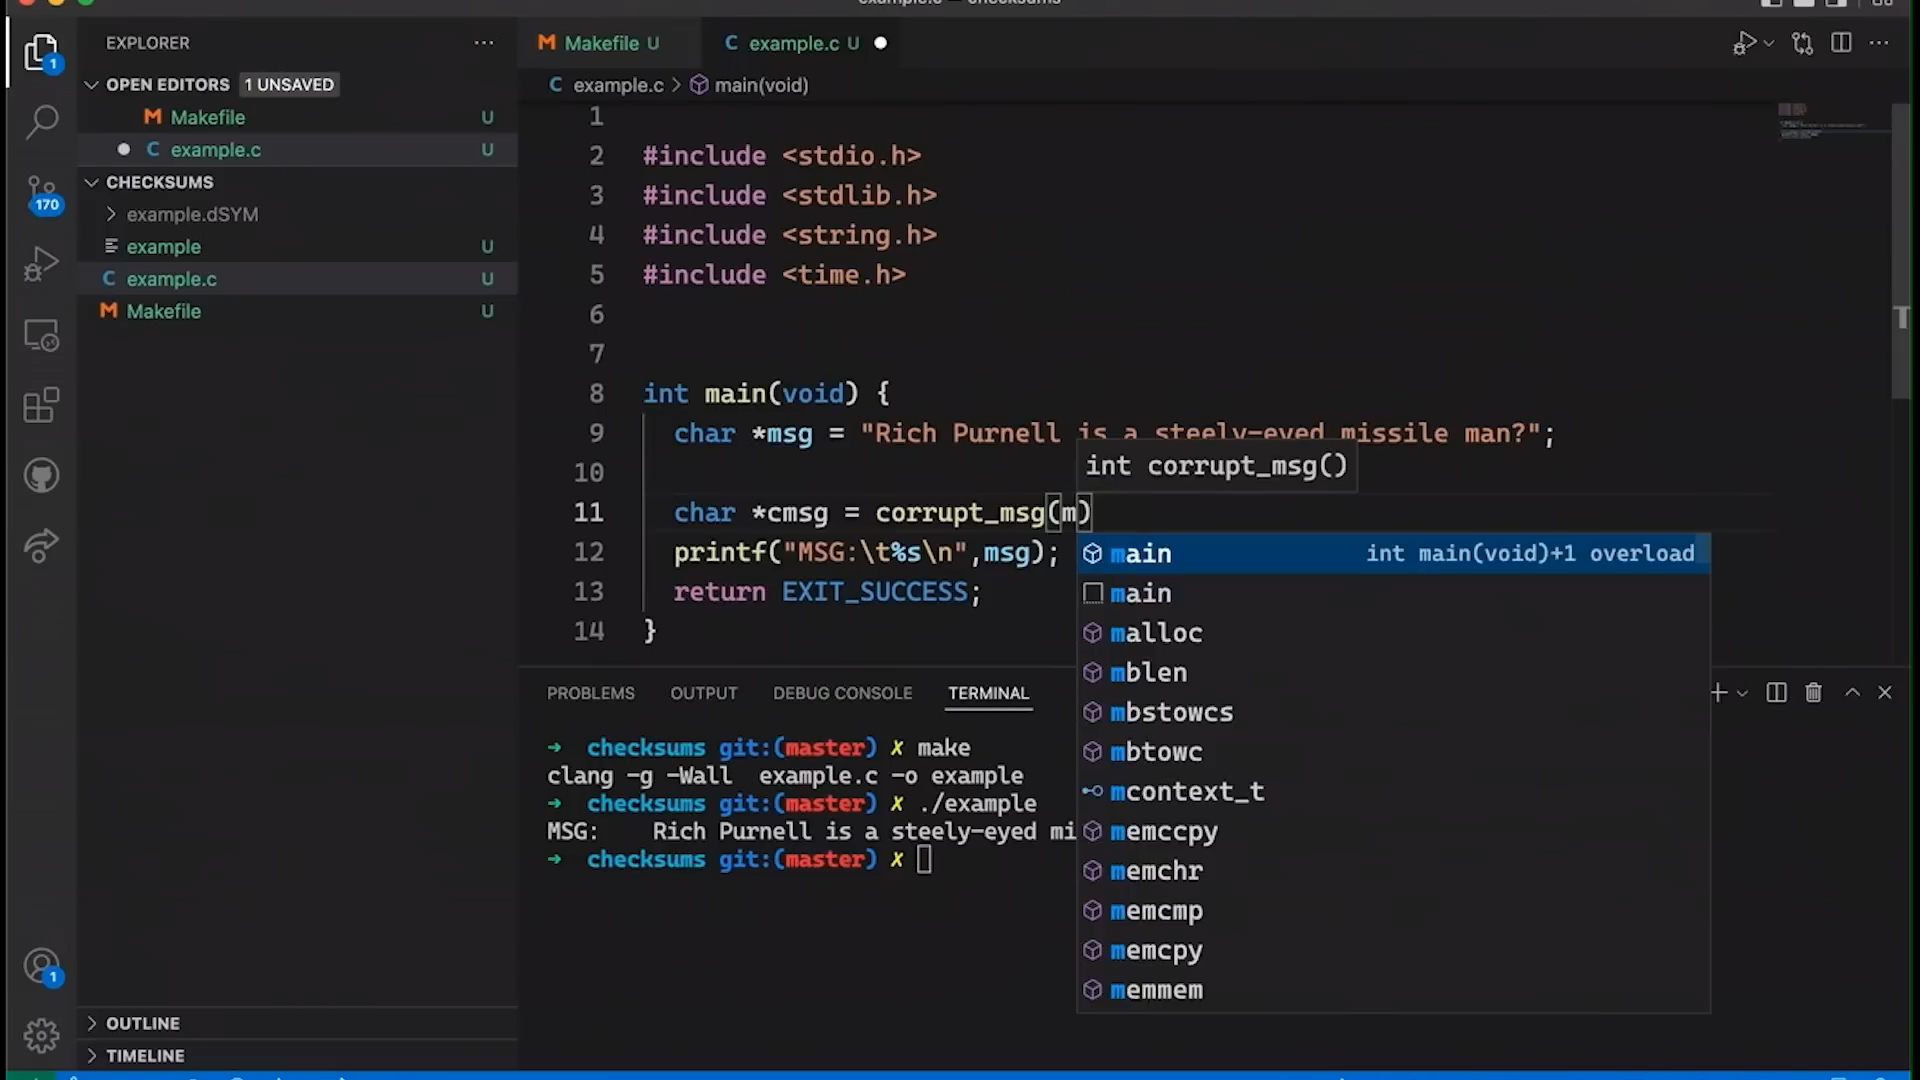 EXPLORER
OPEN EDITORS 1 UNSAVED
Makefile U
example.c U
CHECKSUMS
example.dSYM
example U
example.c U
Makefile U
OUTLINE
TIMELINE
1
170
1
example.c — checksums
Makefile U
example.c U
example.c > main(void)
1
2 #include <stdio.h>
3 #include <stdlib.h>
4 #include <string.h>
5 #include <time.h>
6
7
8 int main(void) {
9 char *msg = "Rich Purnell is a steely-eyed missile man?";
10
int corrupt_msg()
11 char *cmsg = corrupt_msg(m)
12 printf("MSG:\t%s\n",msg);
13 return EXIT_SUCCESS;
14 }
main int main(void)+1 overload
main
malloc
mblen
mbstowcs
mbtowc
mcontext_t
memccpy
memchr
memcmp
memcpy
memmem
PROBLEMS OUTPUT DEBUG CONSOLE TERMINAL
→ checksums git:(master) ✗ make
clang -g -Wall example.c -o example
→ checksums git:(master) ✗ ./example
MSG: Rich Purnell is a steely-eyed mi
→ checksums git:(master) ✗